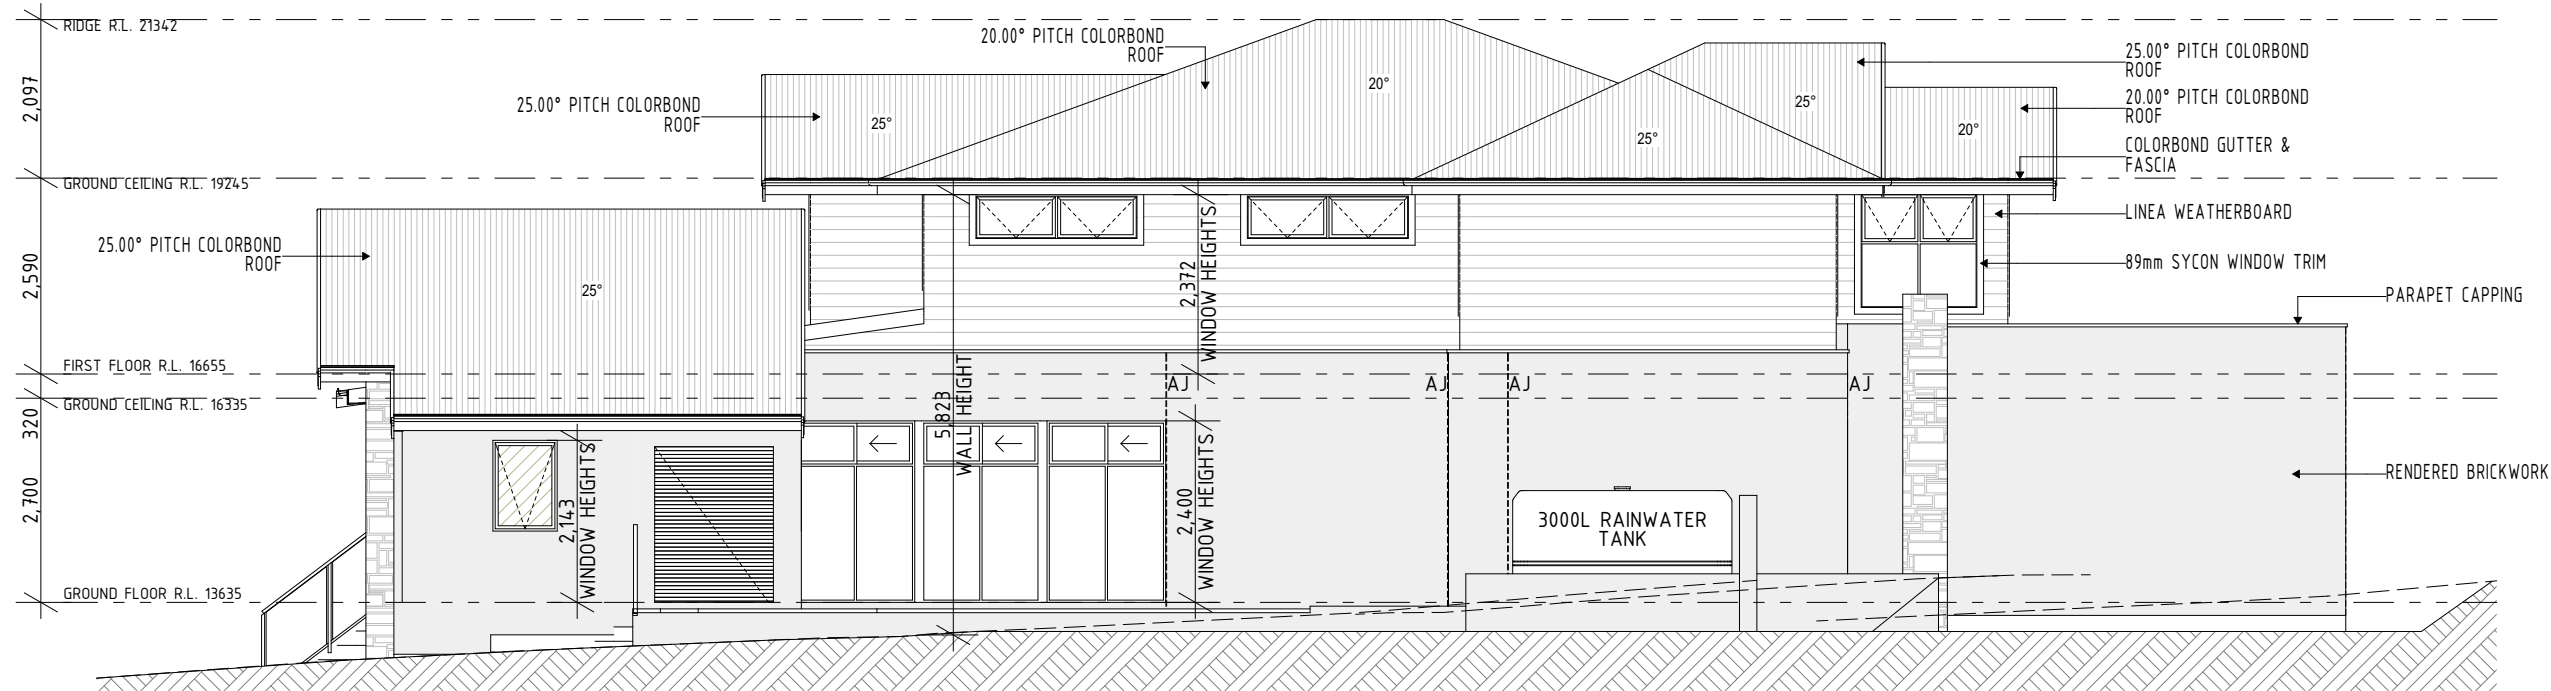 RIDGE R.L. 21342
2,097
GROUND CEILING R.L. 19245
2,590
FIRST FLOOR R.L. 16655
320
GROUND CEILING R.L. 16335
2,700
GROUND FLOOR R.L. 13635
25.00° PITCH COLORBOND
ROOF
25.00° PITCH COLORBOND
ROOF
20.00° PITCH COLORBOND
ROOF
25°
25°
20°
25°
25°
20°
25.00° PITCH COLORBOND
ROOF
20.00° PITCH COLORBOND
ROOF
COLORBOND GUTTER &
FASCIA
LINEA WEATHERBOARD
89mm SYCON WINDOW TRIM
PARAPET CAPPING
RENDERED BRICKWORK
2,143
WINDOW HEIGHTS
5,823
WALL HEIGHT
2,372
WINDOW HEIGHTS
2,400
WINDOW HEIGHTS
AJ
AJ
AJ
AJ
3000L RAINWATER
TANK